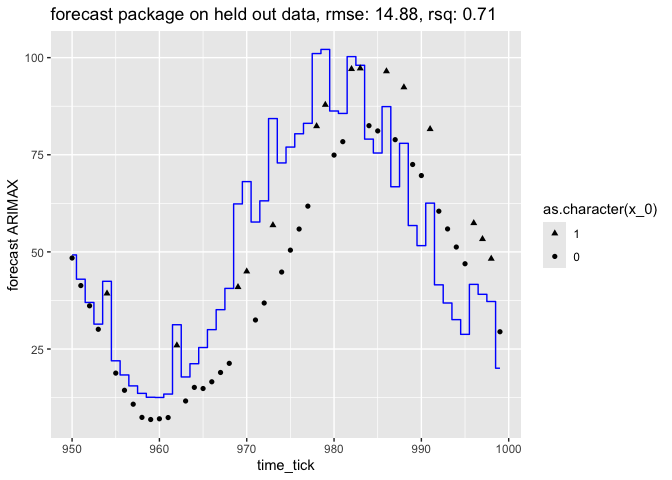 forecast package on held out data, rmse: 14.88, rsq: 0.71
100
75
50
25
forecast ARIMAX
950 960 970 980 990 1000
time_tick
as.character(x_0)
1
0